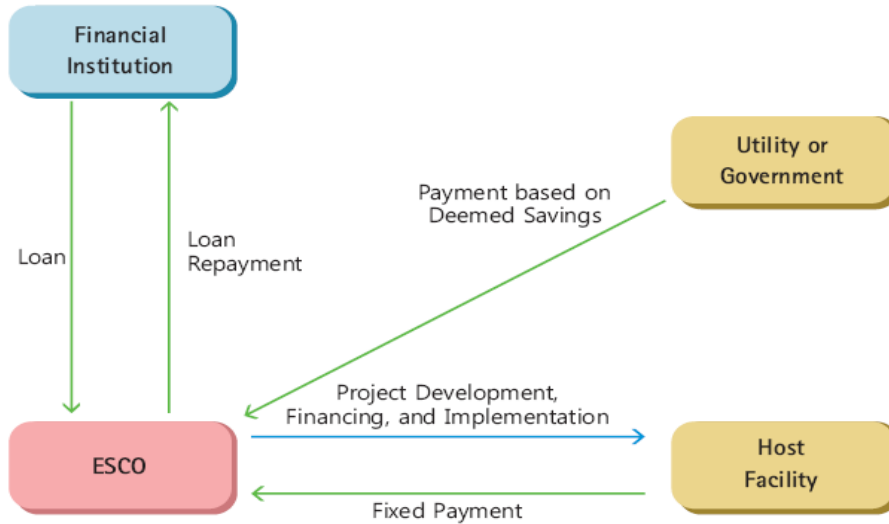 Financial
Institution
Utility or
Government
Payment based on
Deemed Savings
Loan
Loan
Repayment
Project Development,
Financing, and Implementation
ESCO
Host
Facility
Fixed Payment